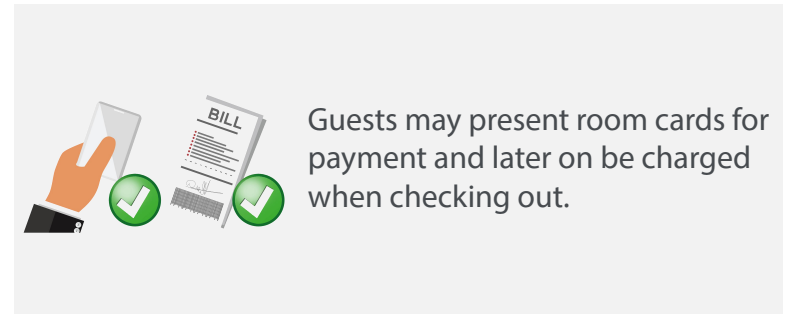 BILL
Guests may present room cards for
payment and later on be charged
when checking out.